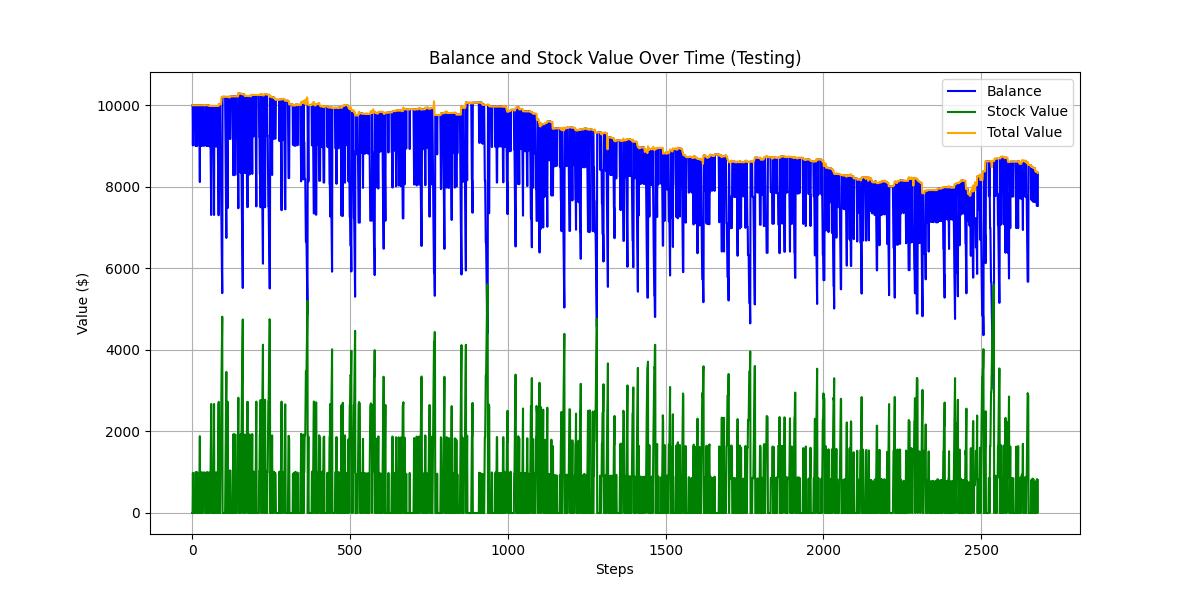 Balance and Stock Value Over Time (Testing)
Balance
Stock Value
Total Value
Value ($)
10000
8000
6000
4000
2000
0
0 500 1000 1500 2000 2500
Steps